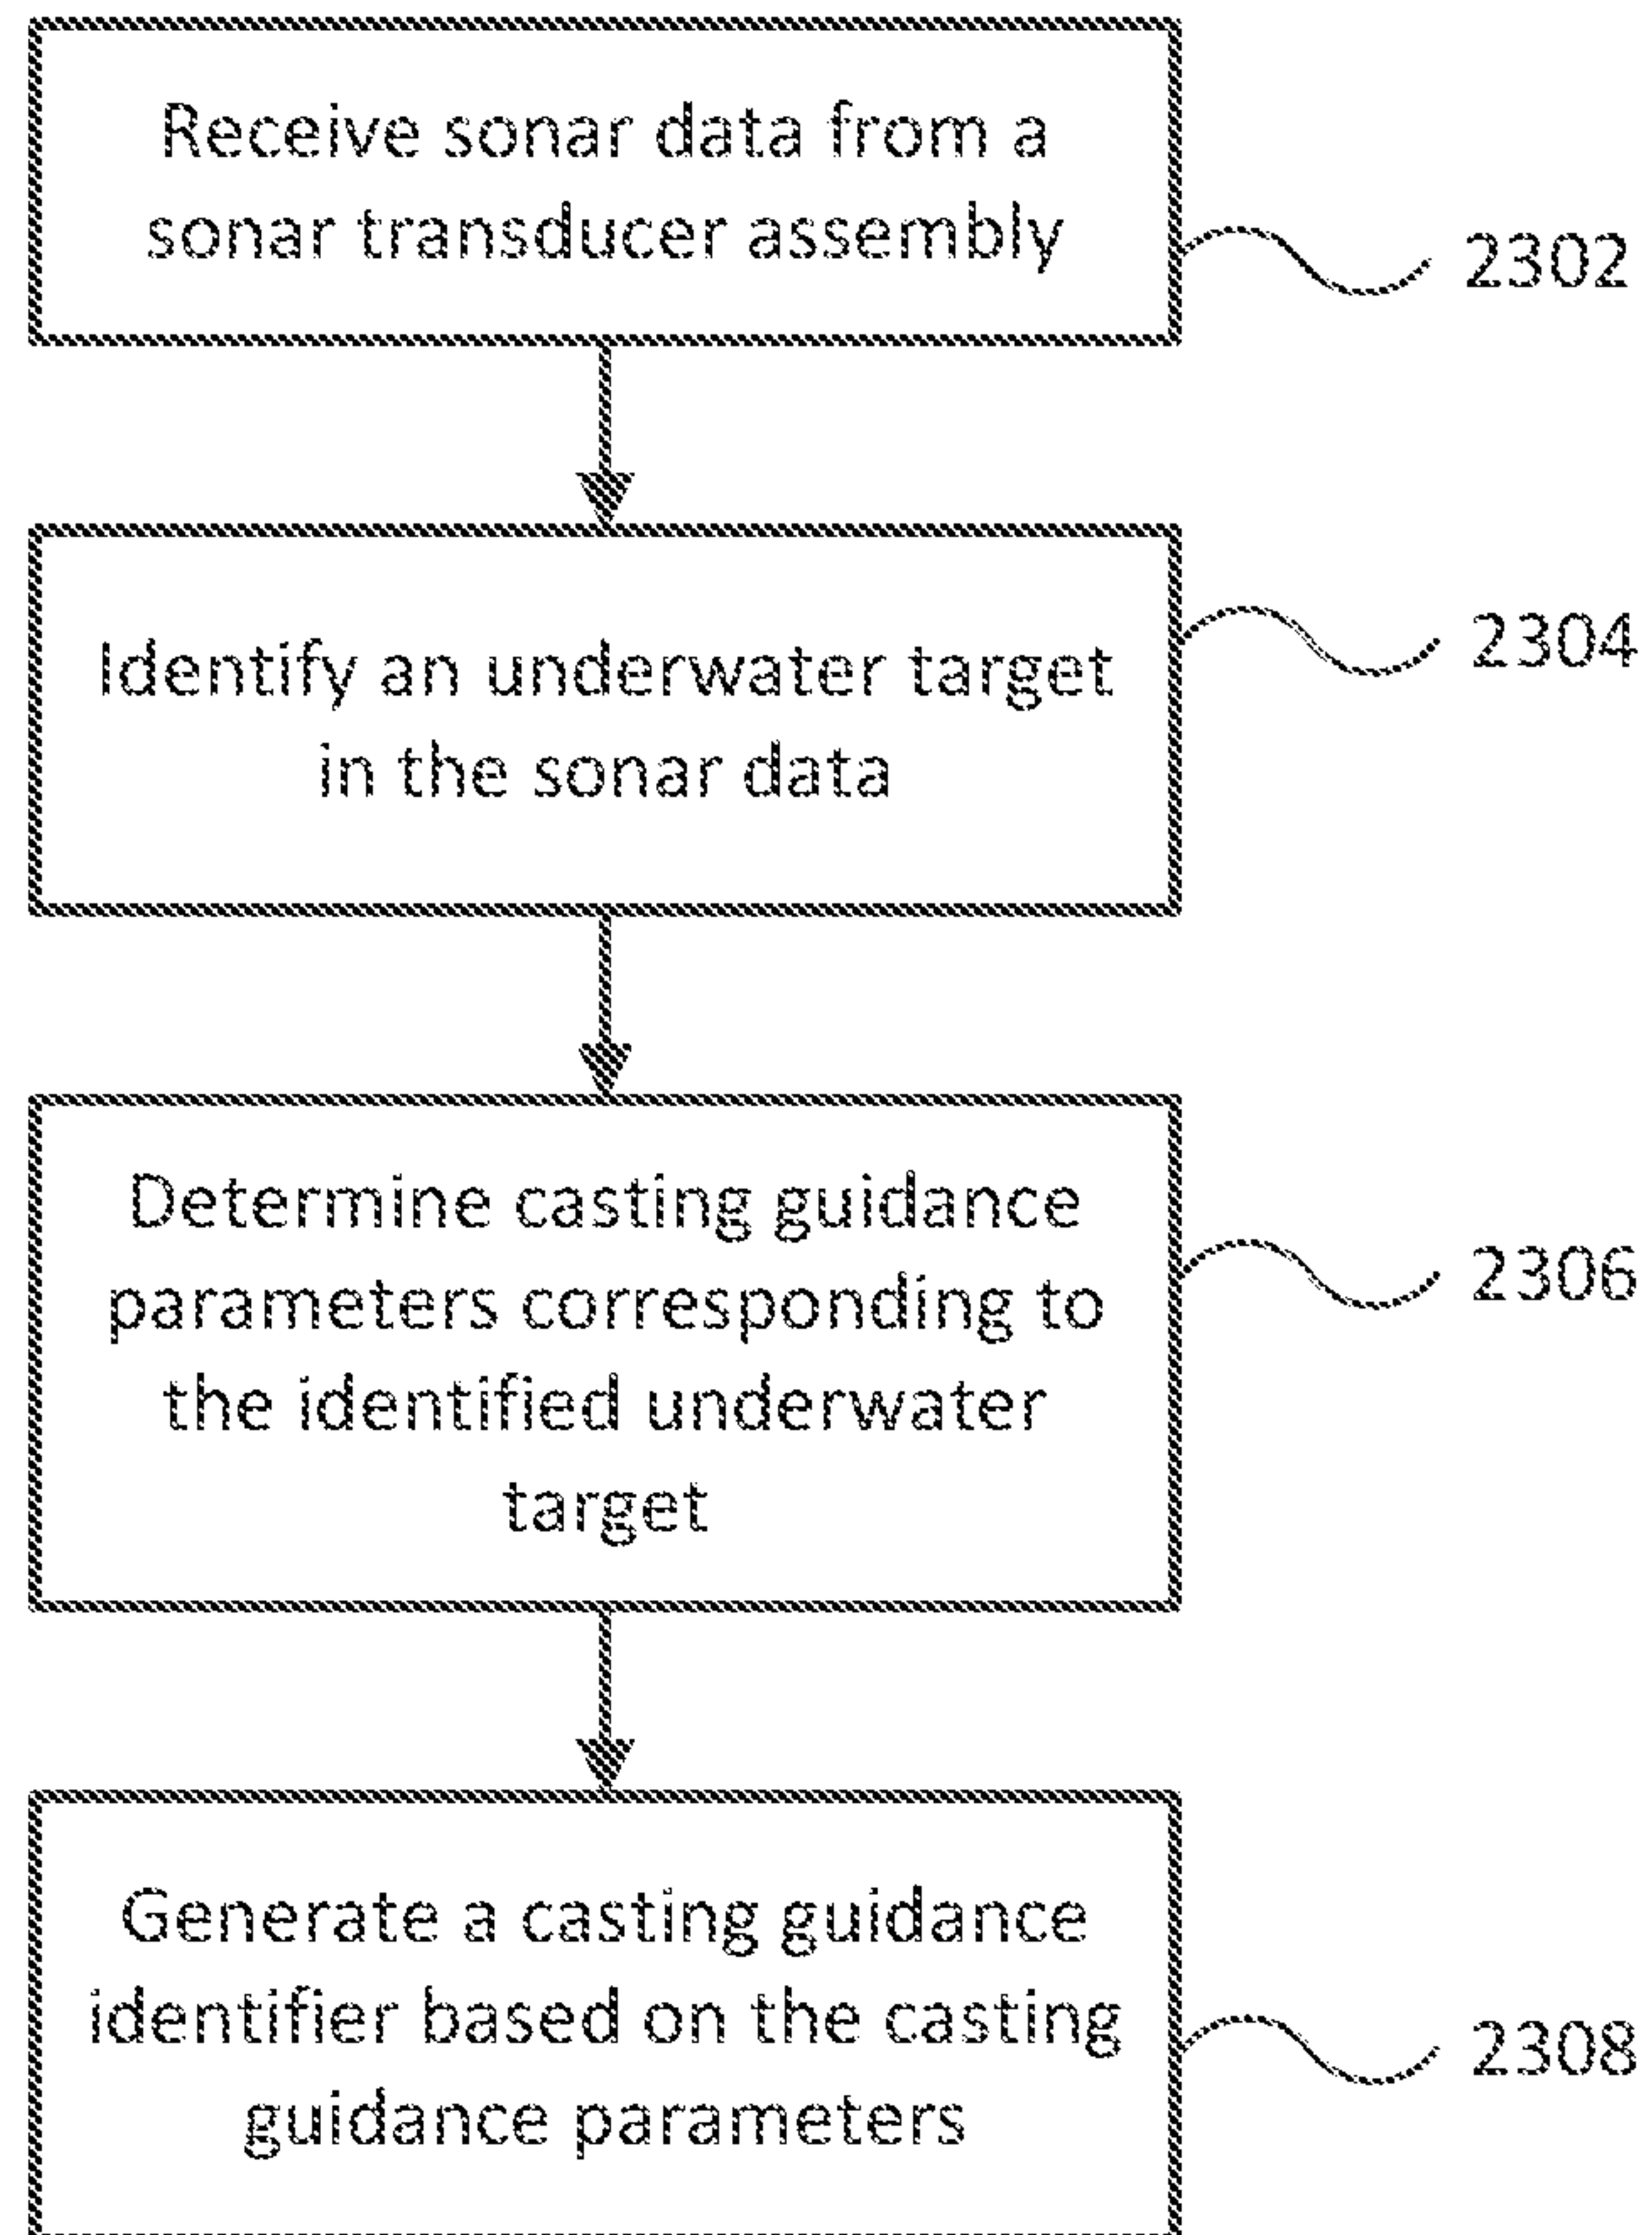 Receive sonar data from a
sonar transducer assembly
2302
Identify an underwater target
in the sonar data
2304
Determine casting guidance
parameters corresponding to
the identified underwater
target
2306
Generate a casting guidance
identifier based on the casting
guidance parameters
2308